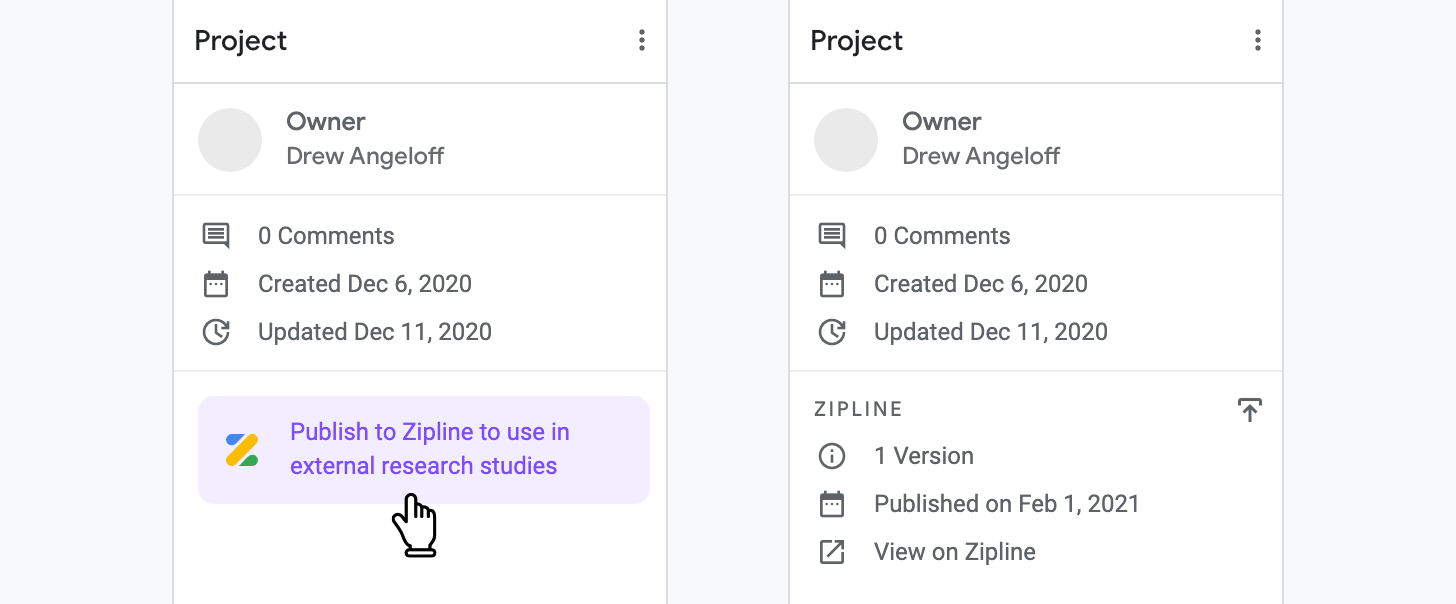 Project
Owner
Drew Angeloff
0 Comments
Created Dec 6, 2020
Updated Dec 11, 2020
Publish to Zipline to use in
external research studies
Project
Owner
Drew Angeloff
0 Comments
Created Dec 6, 2020
Updated Dec 11, 2020
ZIPLINE
1 Version
Published on Feb 1, 2021
View on Zipline